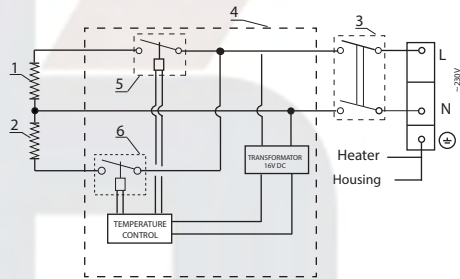 4
3
L
1
5
~230V
2
N
6
TRANSFORMATOR
16V DC
Heater
Housing
TEMPERATURE
CONTROL